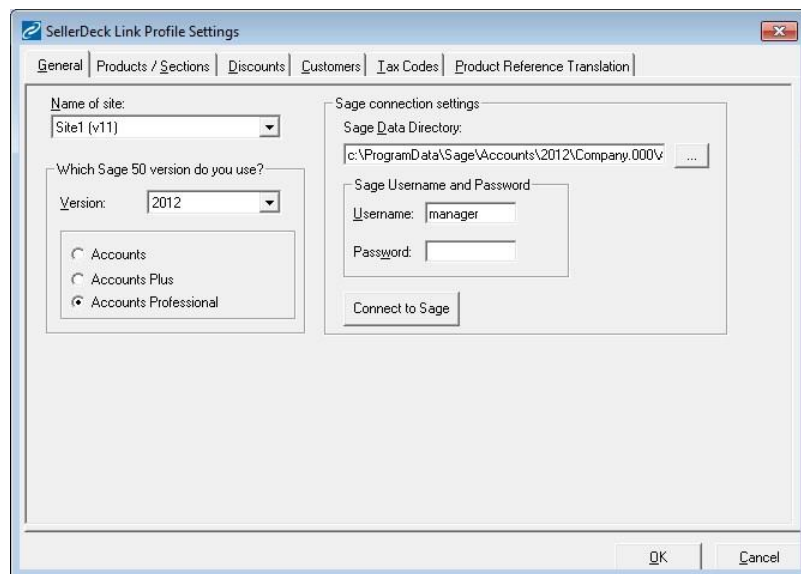 SellerDeck Link Profile Settings
General Products / Sections Discounts Customers Tax Codes Product Reference Translation
Name of site:
Site1 (v11)
Which Sage 50 version do you use?
Version: 2012
Accounts
Accounts Plus
Accounts Professional
Sage connection settings
Sage Data Directory:
c:\ProgramData\Sage\Accounts\2012\Company.000\ ...
Sage Username and Password
Username: manager
Password:
Connect to Sage
OK Cancel